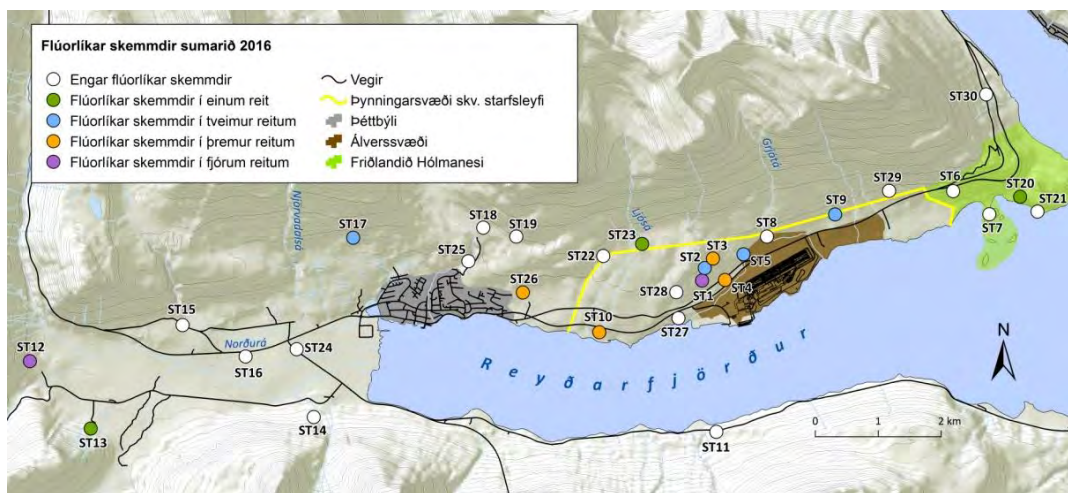 Flúorlíkar skemmdir sumarið 2016
Engar flúorlíkar skemmdir
Flúorlíkar skemmdir í einum reit
Flúorlíkar skemmdir í tveimur reitum
Flúorlíkar skemmdir í þremur reitum
Flúorlíkar skemmdir í fjórum reitum
Vegir
Þynningarsvæði skv. starfsleyfi
Þéttbýli
Álverssvæði
Friðlandið Hólmanesi
ST30
Grjótá
ST29
ST6
ST20
ST21
ST7
ST9
Njörvadalsá
ST17
ST18
ST19
ST25
Ljósá
ST23
ST8
ST22
ST3
ST2
ST5
ST26
ST28
ST1
ST4
ST15
ST10
ST27
N
Norðurá
ST24
ST12
ST16
Reyðarfjörður
ST13
ST14
ST11
0 1 2 km